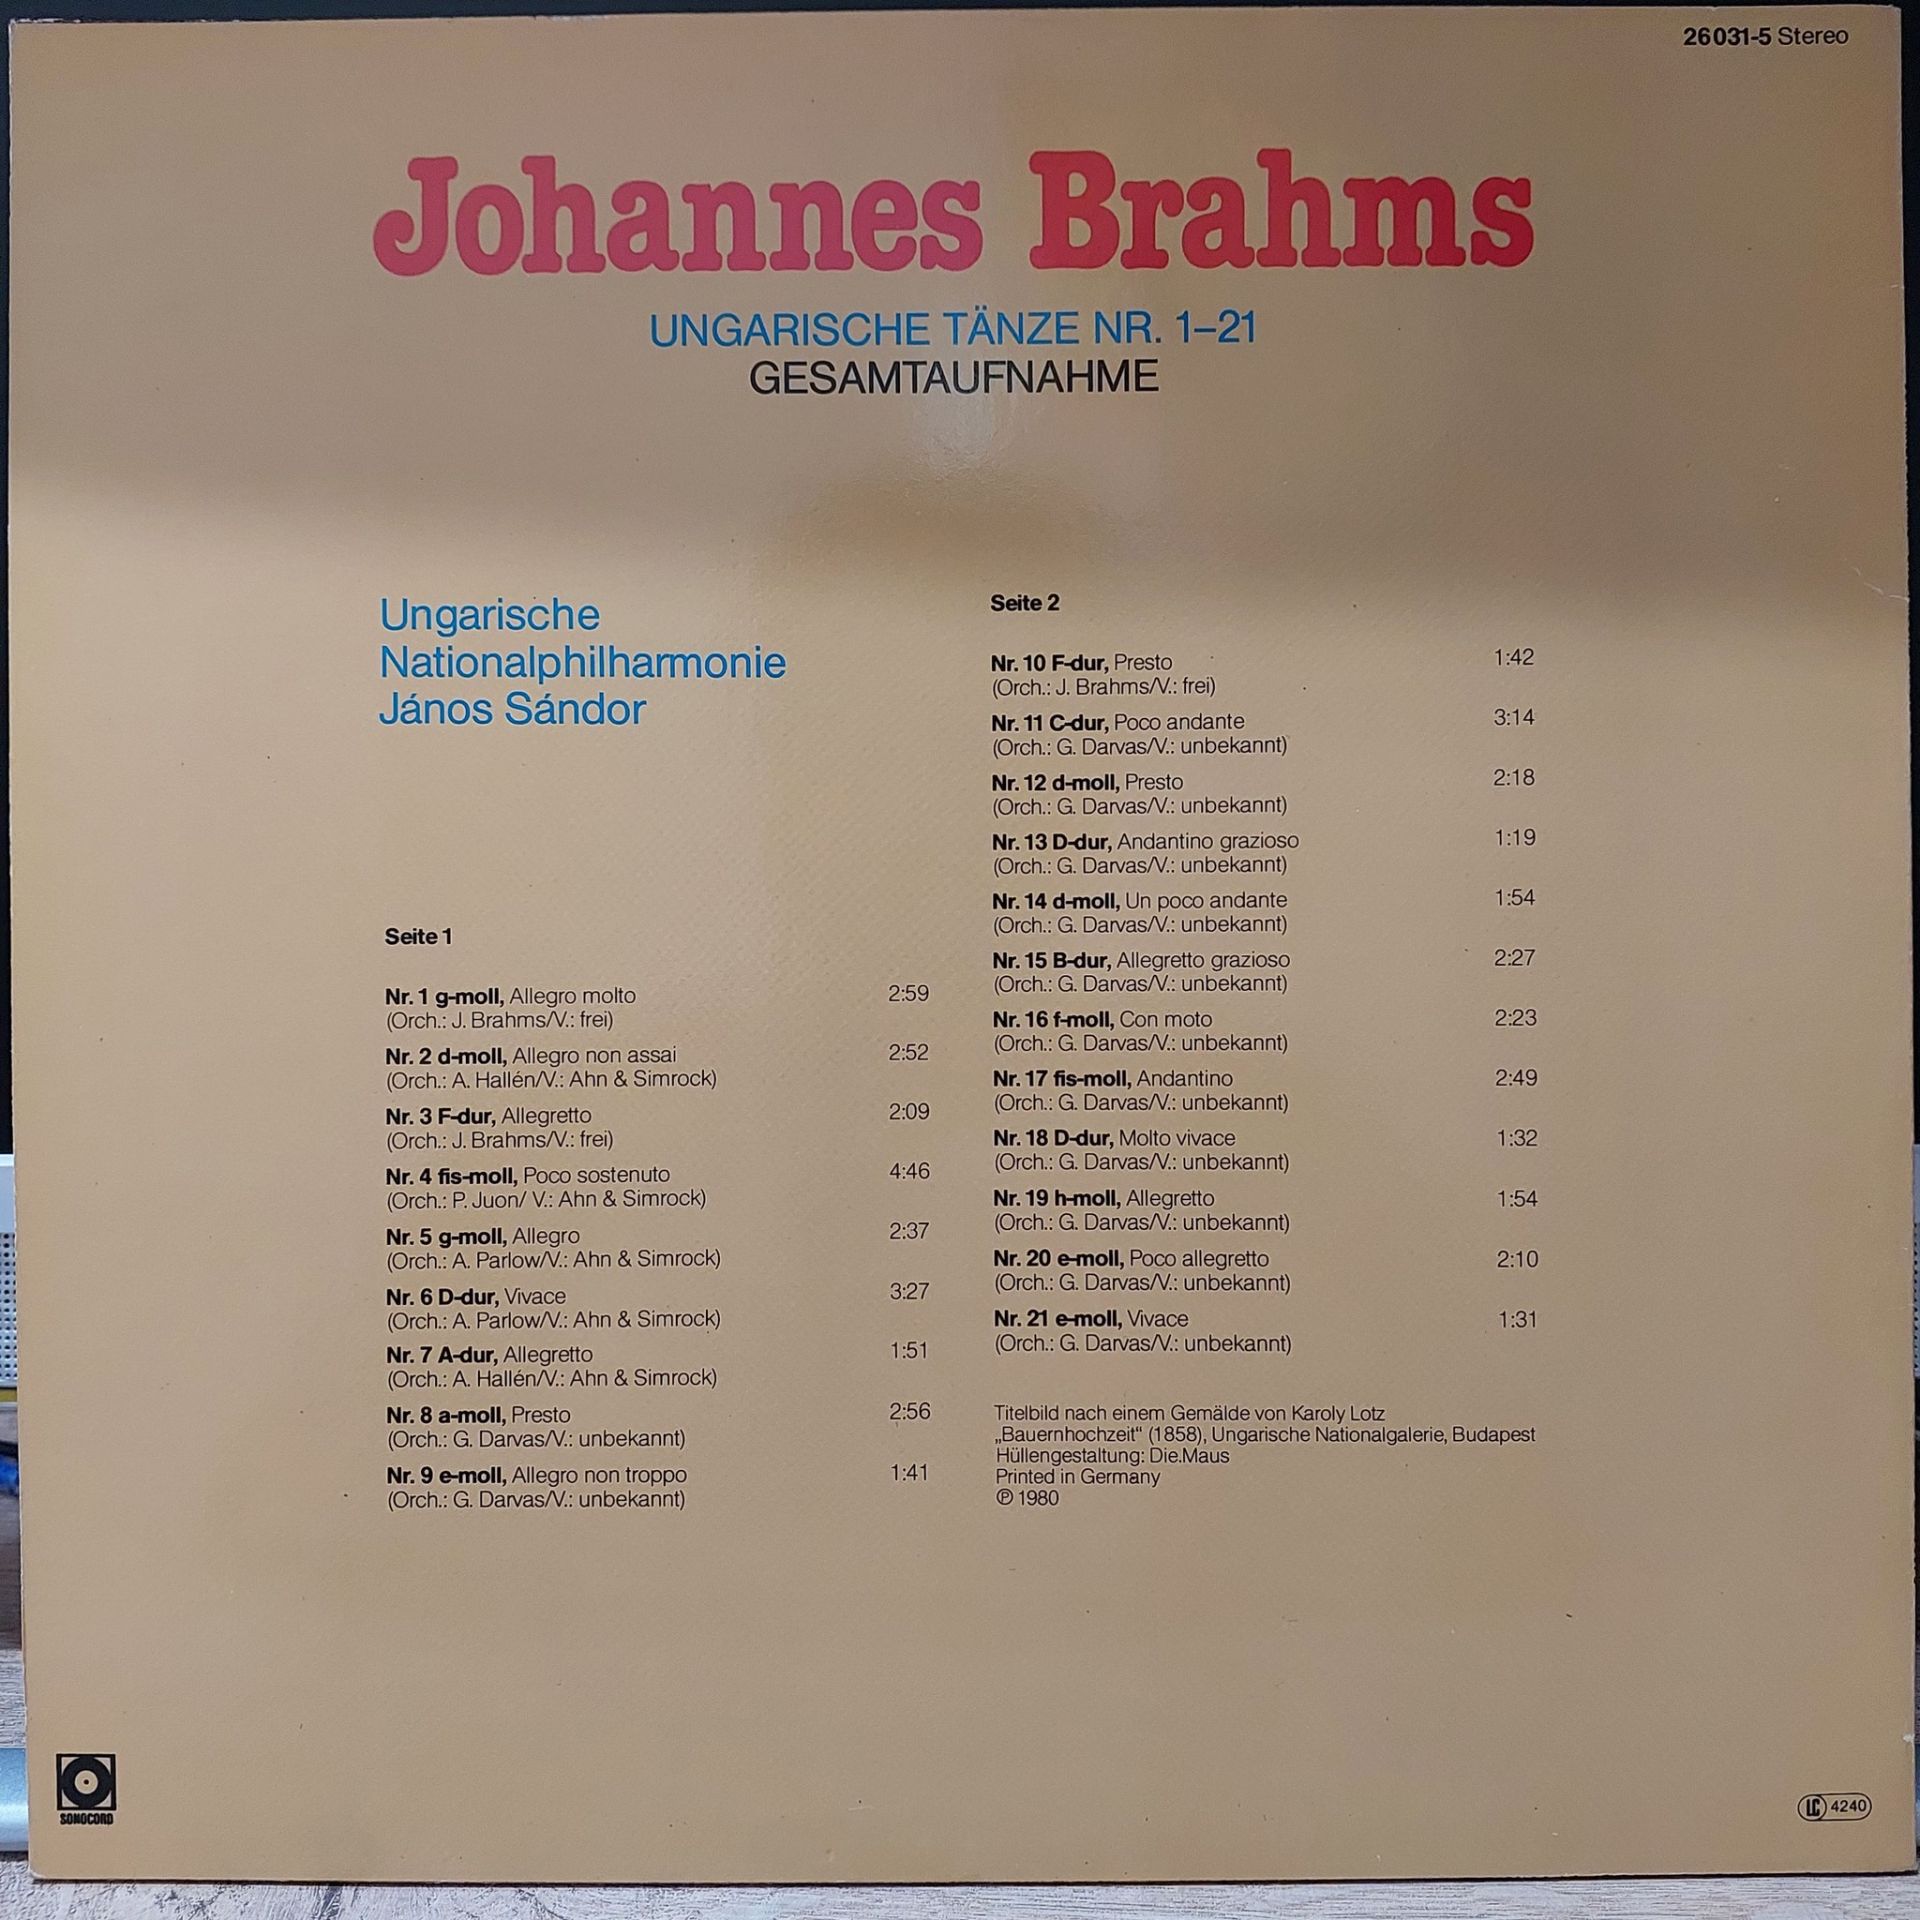 26031-5 Stereo
Johannes Brahms
UNGARISCHE TÄNZE NR. 1–21
GESAMTAUFNAHME
Ungarische
Nationalphilharmonie
János Sándor
Seite 1
Nr. 1 g-moll, Allegro molto 2:59
(Orch.: J. Brahms/V.: frei)
Nr. 2 d-moll, Allegro non assai 2:52
(Orch.: A. Hallén/V.: Ahn & Simrock)
Nr. 3 F-dur, Allegretto 2:09
(Orch.: J. Brahms/V.: frei)
Nr. 4 fis-moll, Poco sostenuto 4:46
(Orch.: P. Juon/ V.: Ahn & Simrock)
Nr. 5 g-moll, Allegro 2:37
(Orch.: A. Parlow/V.: Ahn & Simrock)
Nr. 6 D-dur, Vivace 3:27
(Orch.: A. Parlow/V.: Ahn & Simrock)
Nr. 7 A-dur, Allegretto 1:51
(Orch.: A. Hallén/V.: Ahn & Simrock)
Nr. 8 a-moll, Presto 2:56
(Orch.: G. Darvas/V.: unbekannt)
Nr. 9 e-moll, Allegro non troppo 1:41
(Orch.: G. Darvas/V.: unbekannt)
Seite 2
Nr. 10 F-dur, Presto 1:42
(Orch.: J. Brahms/V.: frei)
Nr. 11 C-dur, Poco andante 3:14
(Orch.: G. Darvas/V.: unbekannt)
Nr. 12 d-moll, Presto 2:18
(Orch.: G. Darvas/V.: unbekannt)
Nr. 13 D-dur, Andantino grazioso 1:19
(Orch.: G. Darvas/V.: unbekannt)
Nr. 14 d-moll, Un poco andante 1:54
(Orch.: G. Darvas/V.: unbekannt)
Nr. 15 B-dur, Allegretto grazioso 2:27
(Orch.: G. Darvas/V.: unbekannt)
Nr. 16 f-moll, Con moto 2:23
(Orch.: G. Darvas/V.: unbekannt)
Nr. 17 fis-moll, Andantino 2:49
(Orch.: G. Darvas/V.: unbekannt)
Nr. 18 D-dur, Molto vivace 1:32
(Orch.: G. Darvas/V.: unbekannt)
Nr. 19 h-moll, Allegretto 1:54
(Orch.: G. Darvas/V.: unbekannt)
Nr. 20 e-moll, Poco allegretto 2:10
(Orch.: G. Darvas/V.: unbekannt)
Nr. 21 e-moll, Vivace 1:31
(Orch.: G. Darvas/V.: unbekannt)
Titelbild nach einem Gemälde von Karoly Lotz
„Bauernhochzeit“ (1858), Ungarische Nationalgalerie, Budapest
Hüllengestaltung: Die.Maus
Printed in Germany
℗ 1980
SONOCORD
LC 4240